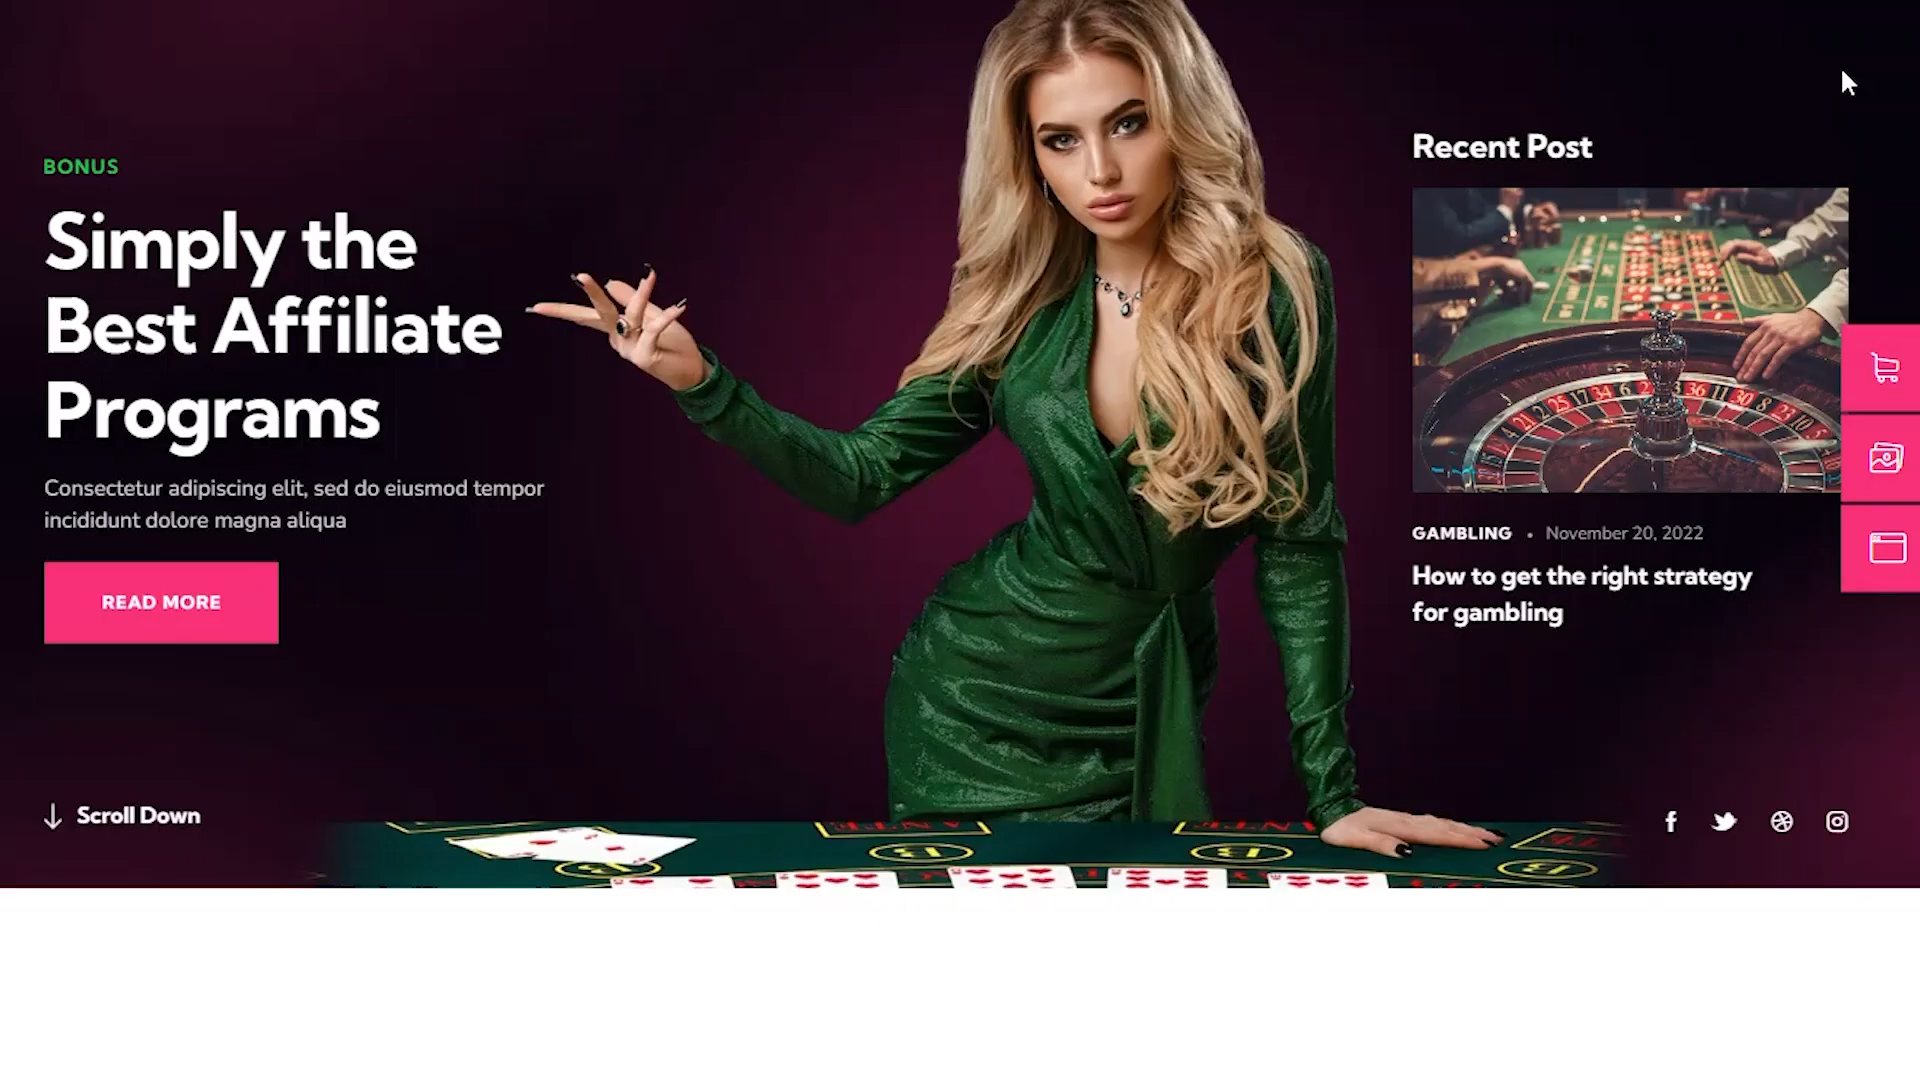 BONUS
Simply the
Best Affiliate
Programs
Consectetur adipiscing elit, sed do eiusmod tempor
incididunt dolore magna aliqua
READ MORE
Scroll Down
Recent Post
GAMBLING • November 20, 2022
How to get the right strategy
for gambling